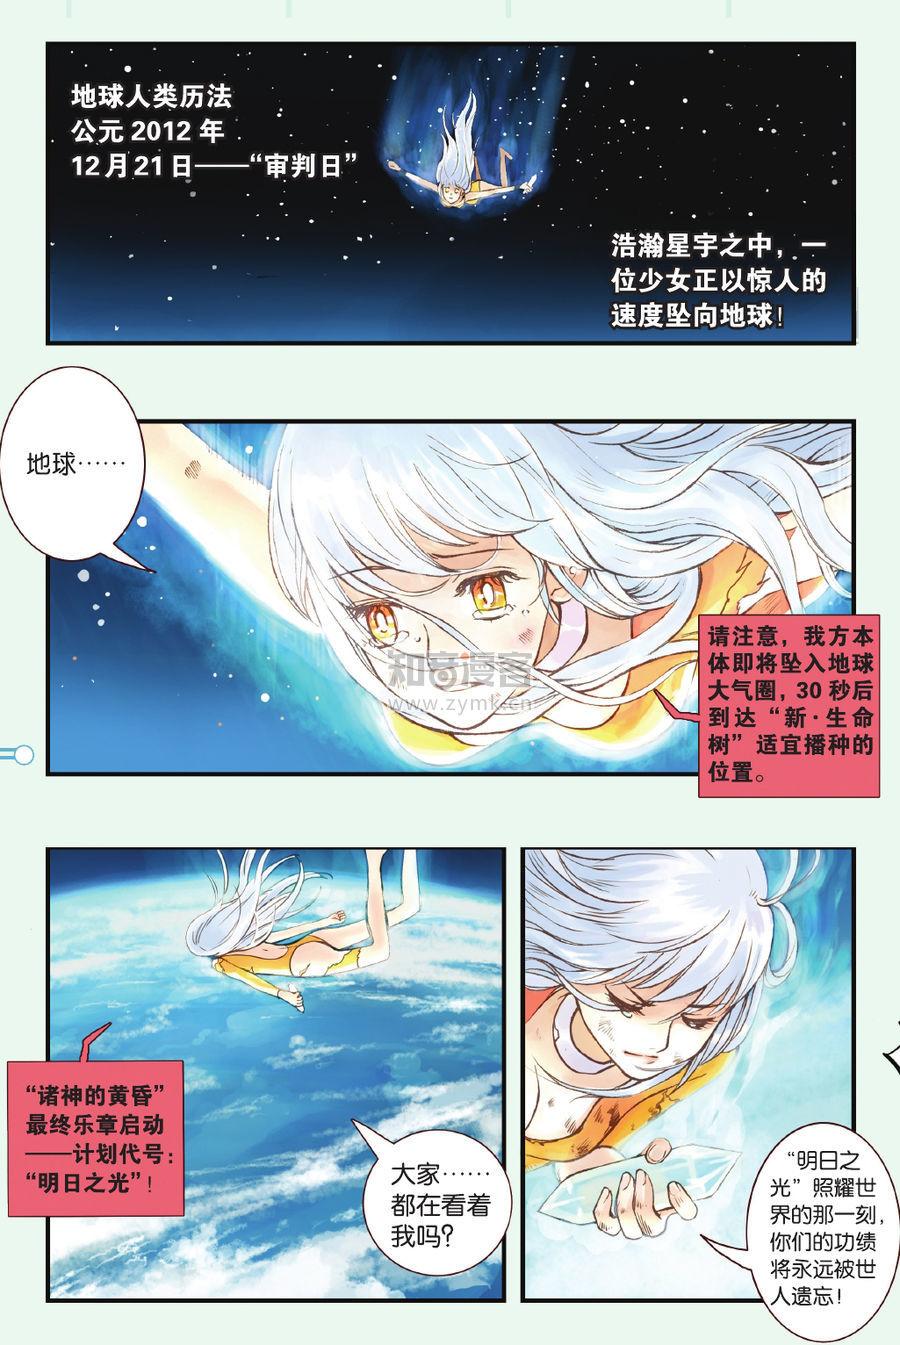 地球人类历法
公元2012年
12月21日——“审判日”
浩瀚星宇之中，一
位少女正以惊人的
速度坠向地球！
地球……
请注意，我方本
体即将坠入地球
大气圈，30秒后
到达“新·生命
树”适宜播种的
位置。
知音漫客
www.zymk.cn
“诸神的黄昏”
最终乐章启动
——计划代号：
“明日之光”！
大家……
都在看着
我吗？
“明日之
光”照耀世
界的那一刻，
你们的功绩
将永远被世
人遗忘！